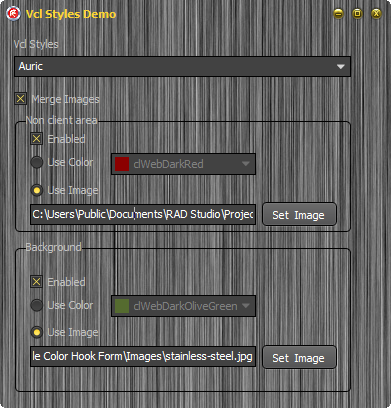 Vcl Styles Demo
Vcl Styles
Auric
Merge Images
Non client area
Enabled
Use Color
clWebDarkRed
Use Image
C:\Users\Public\Documents\RAD Studio\Projec
Set Image
Background
Enabled
Use Color
clWebDarkOliveGreen
Use Image
le Color Hook Form\Images\stainless-steel.jpg
Set Image